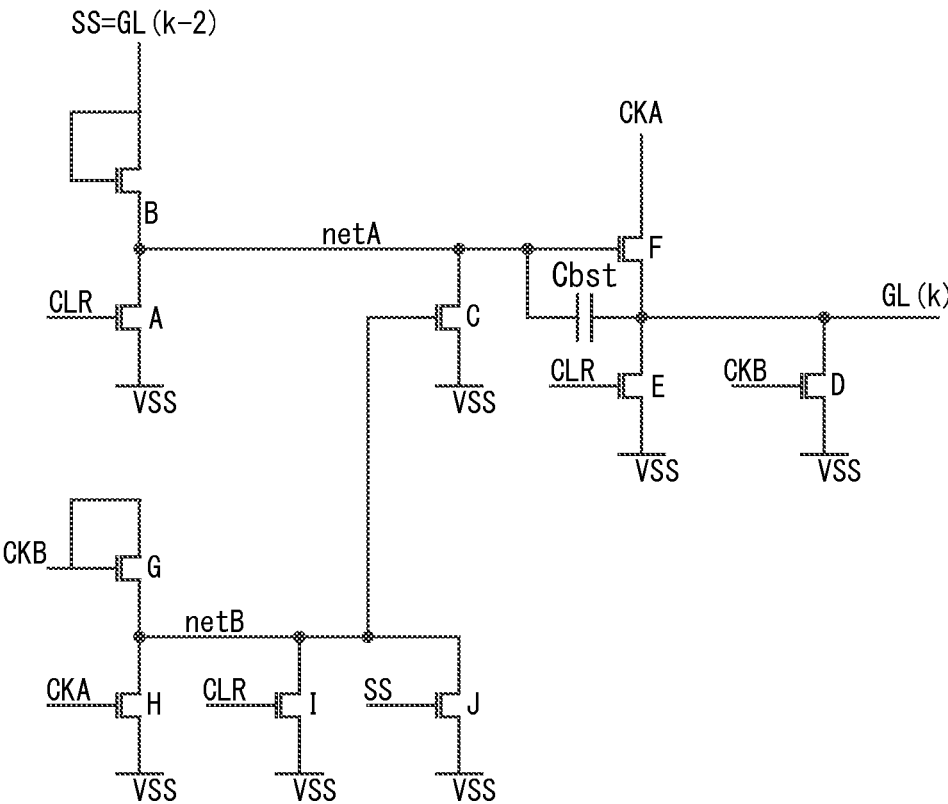 SS=GL(k-2)
CKA
B
netA
F
Cbst
GL(k)
CLR
A
C
CLR
E
CKB
D
VSS
VSS
VSS
VSS
CKB
G
netB
CKA
H
CLR
I
SS
J
VSS
VSS
VSS